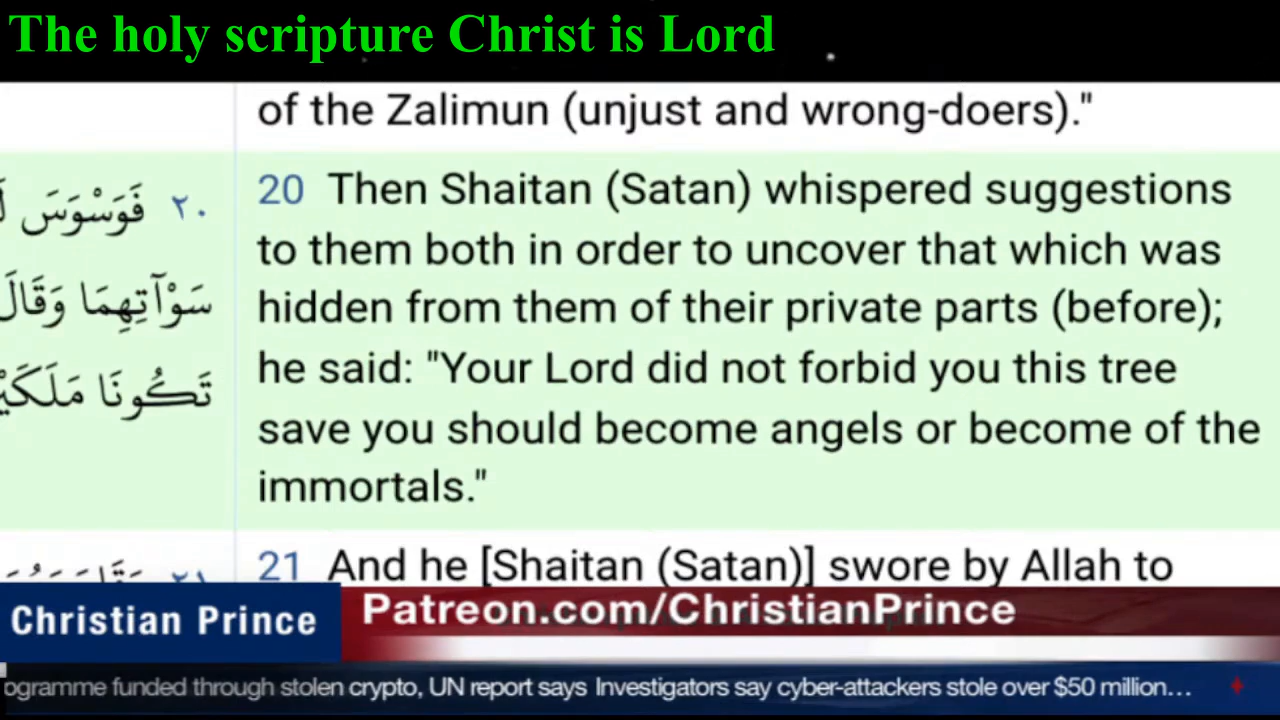 The holy scripture Christ is Lord
of the Zalimun (unjust and wrong-doers)."
20 Then Shaitan (Satan) whispered suggestions
to them both in order to uncover that which was
hidden from them of their private parts (before);
he said: "Your Lord did not forbid you this tree
save you should become angels or become of the
immortals."
٢٠ فَوَسْوَسَ
سَوْآتِهِمَا وَقَالَ
تَكُونَا
21 And he [Shaitan (Satan)] swore by Allah to
٢١
Christian Prince
Patreon.com/ChristianPrince
ogramme funded through stolen crypto, UN report says Investigators say cyber-attackers stole over $50 million...